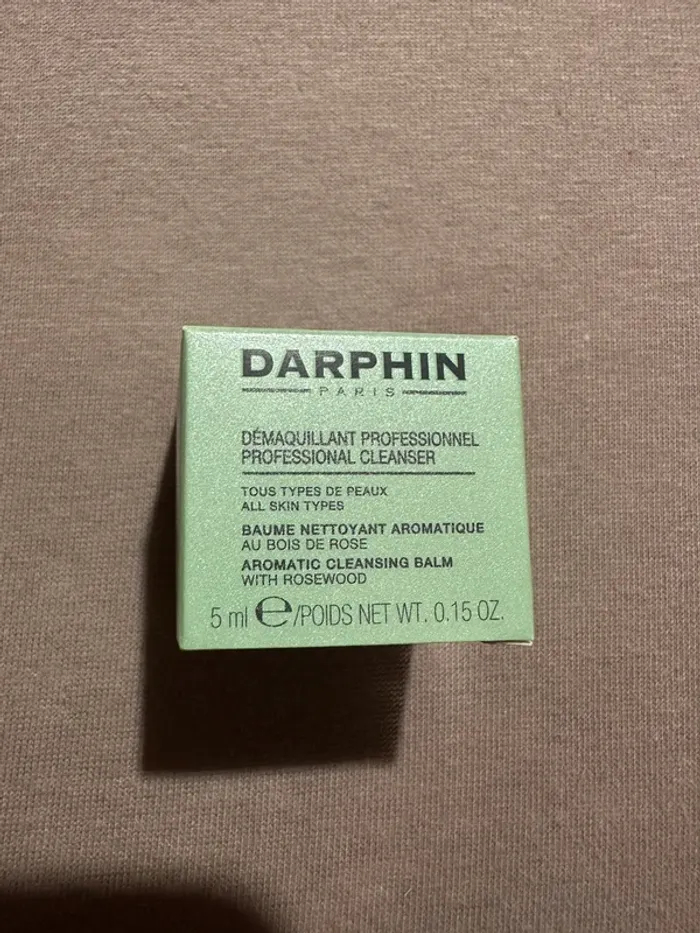 DARPHIN
PARIS
DÉMAQUILLANT PROFESSIONNEL
PROFESSIONAL CLEANSER
TOUS TYPES DE PEAUX
ALL SKIN TYPES
BAUME NETTOYANT AROMATIQUE
AU BOIS DE ROSE
AROMATIC CLEANSING BALM
WITH ROSEWOOD
5 ml ℮/POIDS NET WT. 0.15 OZ.